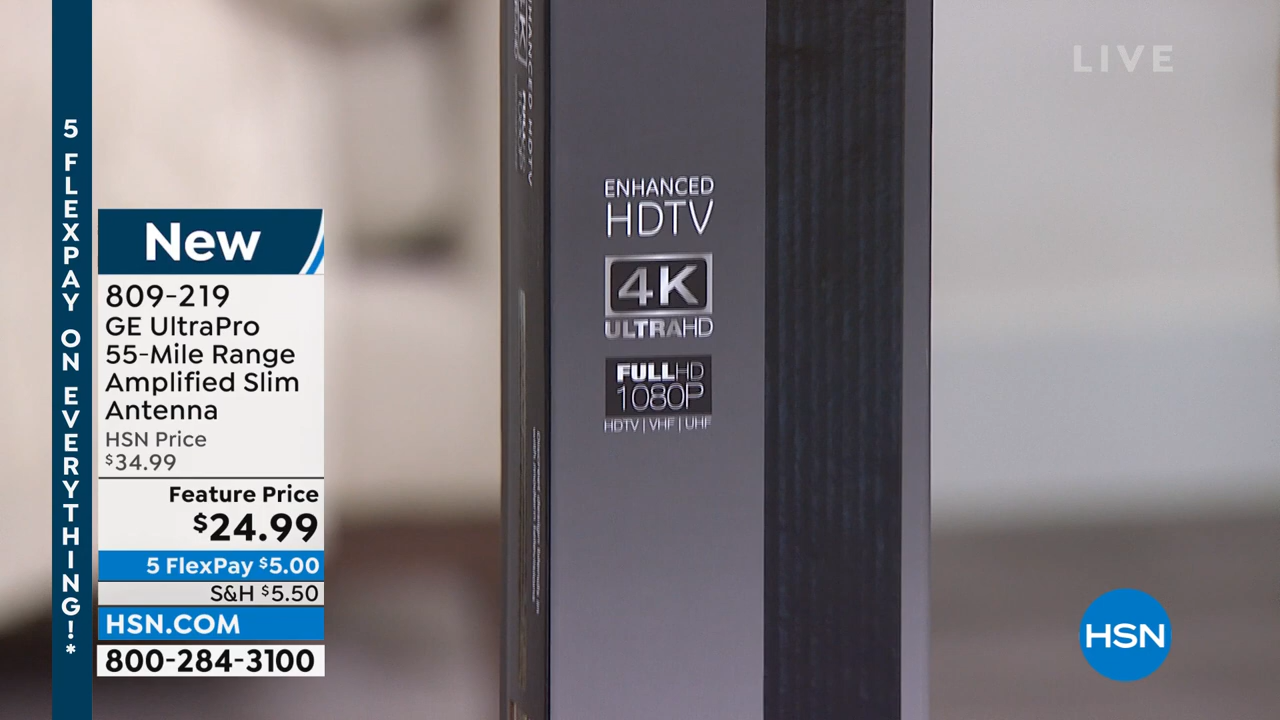 5 FLEXPAY ON EVERYTHING!*
New
809-219
GE UltraPro
55-Mile Range
Amplified Slim
Antenna
HSN Price
$34.99
Feature Price
$24.99
5 FlexPay $5.00
S&H $5.50
HSN.COM
800-284-3100
ENHANCED HDTV
ENHANCED
HDTV
4K
ULTRAHD
FULLHD
1080P
HDTV | VHF | UHF
LIVE
HSN